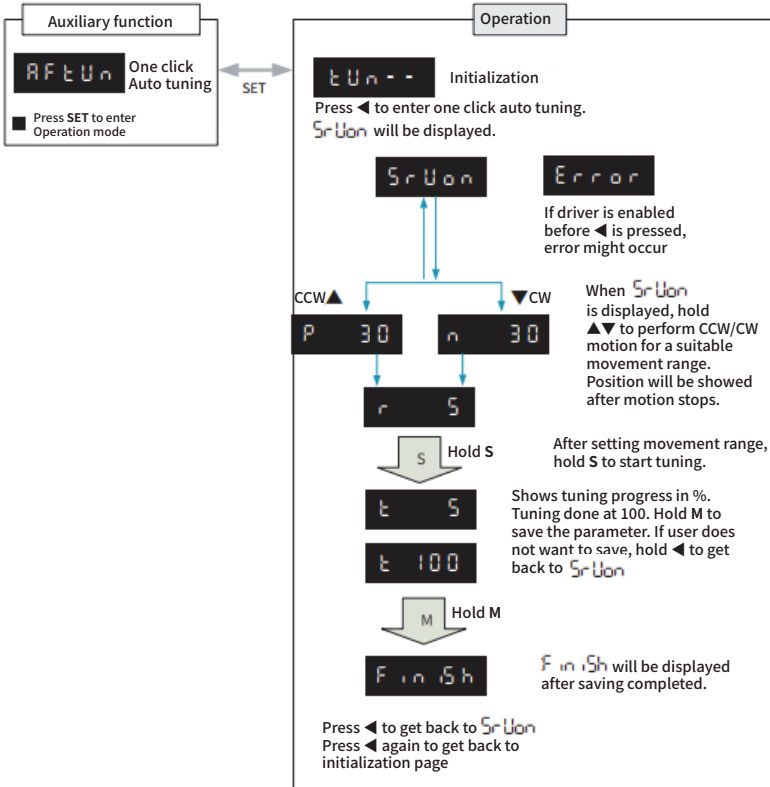 Auxiliary function
AFtUn
One click
Auto tuning
■ Press SET to enter
Operation mode
SET
Operation
tUn--
Initialization
Press ◀ to enter one click auto tuning.
SrUon will be displayed.
SrUon
Error
If driver is enabled
before ◀ is pressed,
error might occur
CCW▲
▼CW
P 30
n 30
When SrUon
is displayed, hold
▲▼ to perform CCW/CW
motion for a suitable
movement range.
Position will be showed
after motion stops.
r 5
S
Hold S
After setting movement range,
hold S to start tuning.
t 5
t 100
Shows tuning progress in %.
Tuning done at 100. Hold M to
save the parameter. If user does
not want to save, hold ◀ to get
back to SrUon
M
Hold M
FiniSh
FiniSh will be displayed
after saving completed.
Press ◀ to get back to SrUon
Press ◀ again to get back to
initialization page